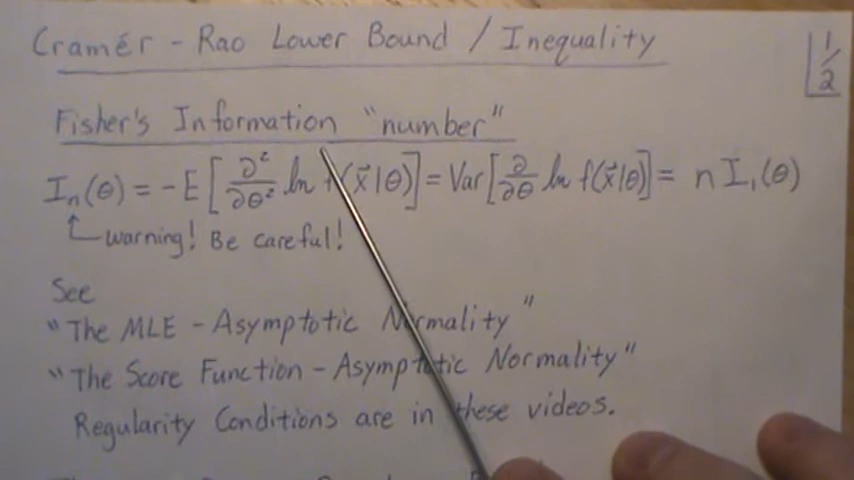 Cramér - Rao Lower Bound / Inequality
1/2
Fisher's Information "number"
Iₙ(θ) = -E[∂²/∂θ² ln f(x⃗|θ)] = Var[∂/∂θ ln f(x⃗|θ)] = n I₁(θ)
warning! Be careful!
See
"The MLE - Asymptotic Normality"
"The Score Function - Asymptotic Normality"
Regularity Conditions are in these videos.